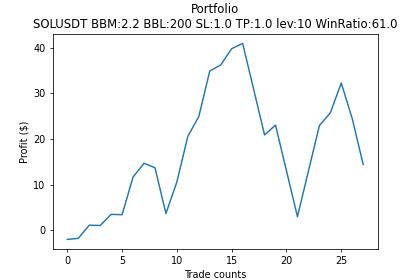 Portfolio
SOLUSDT BBM:2.2 BBL:200 SL:1.0 TP:1.0 lev:10 WinRatio:61.0
40
30
20
10
0
Profit ($)
0 5 10 15 20 25
Trade counts